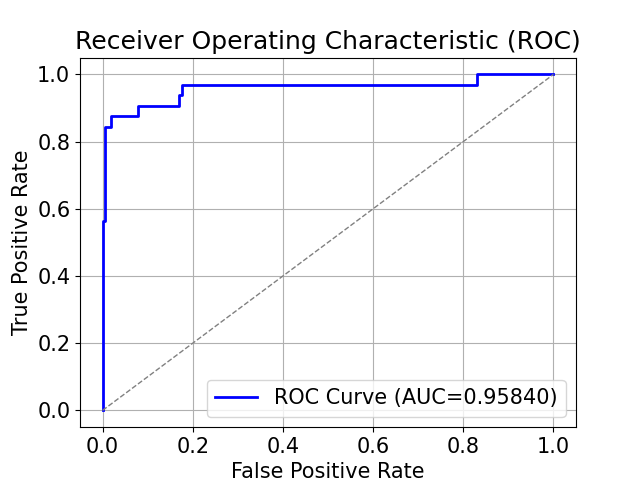 Receiver Operating Characteristic (ROC)
1.0
0.8
0.6
0.4
0.2
0.0
True Positive Rate
ROC Curve (AUC=0.95840)
0.0 0.2 0.4 0.6 0.8 1.0
False Positive Rate